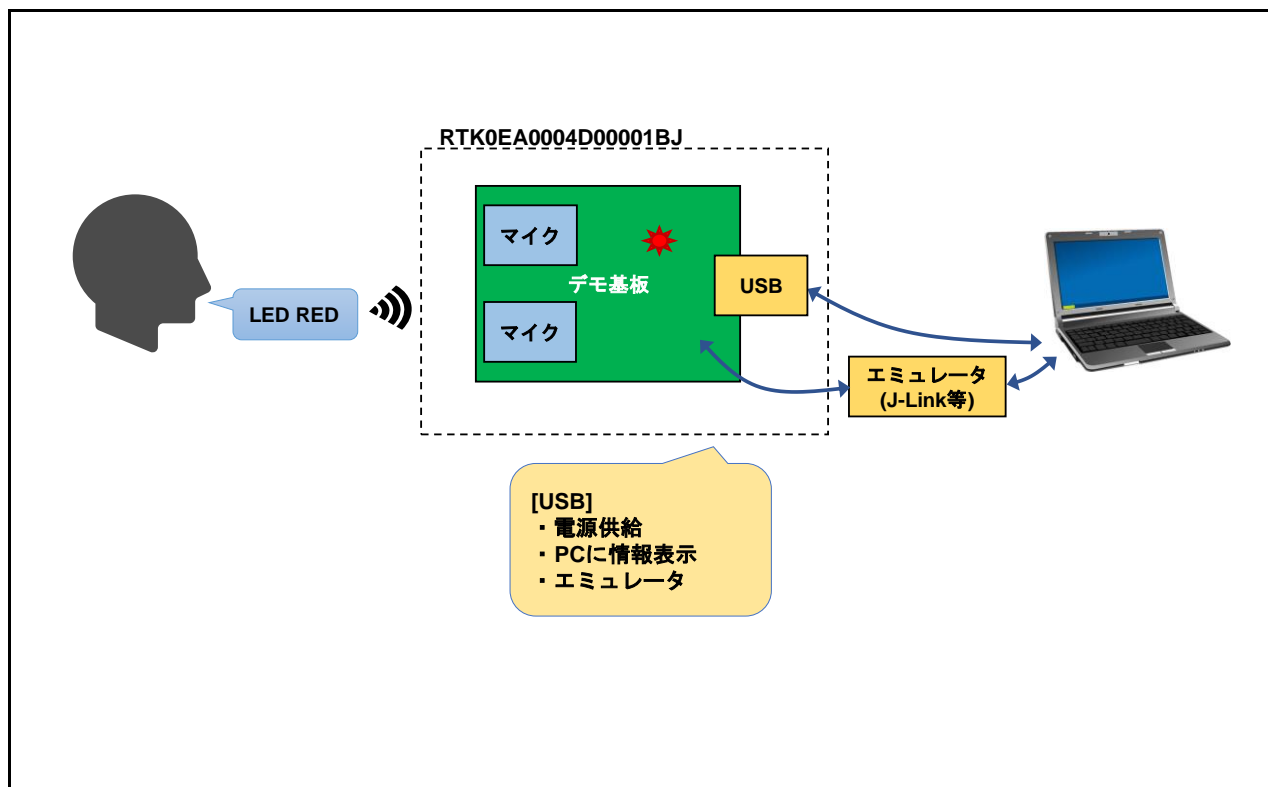 RTK0EA0004D00001BJ
マイク
デモ基板
マイク
USB
LED RED
エミュレータ
(J-Link等)
[USB]
・電源供給
・PCに情報表示
・エミュレータ